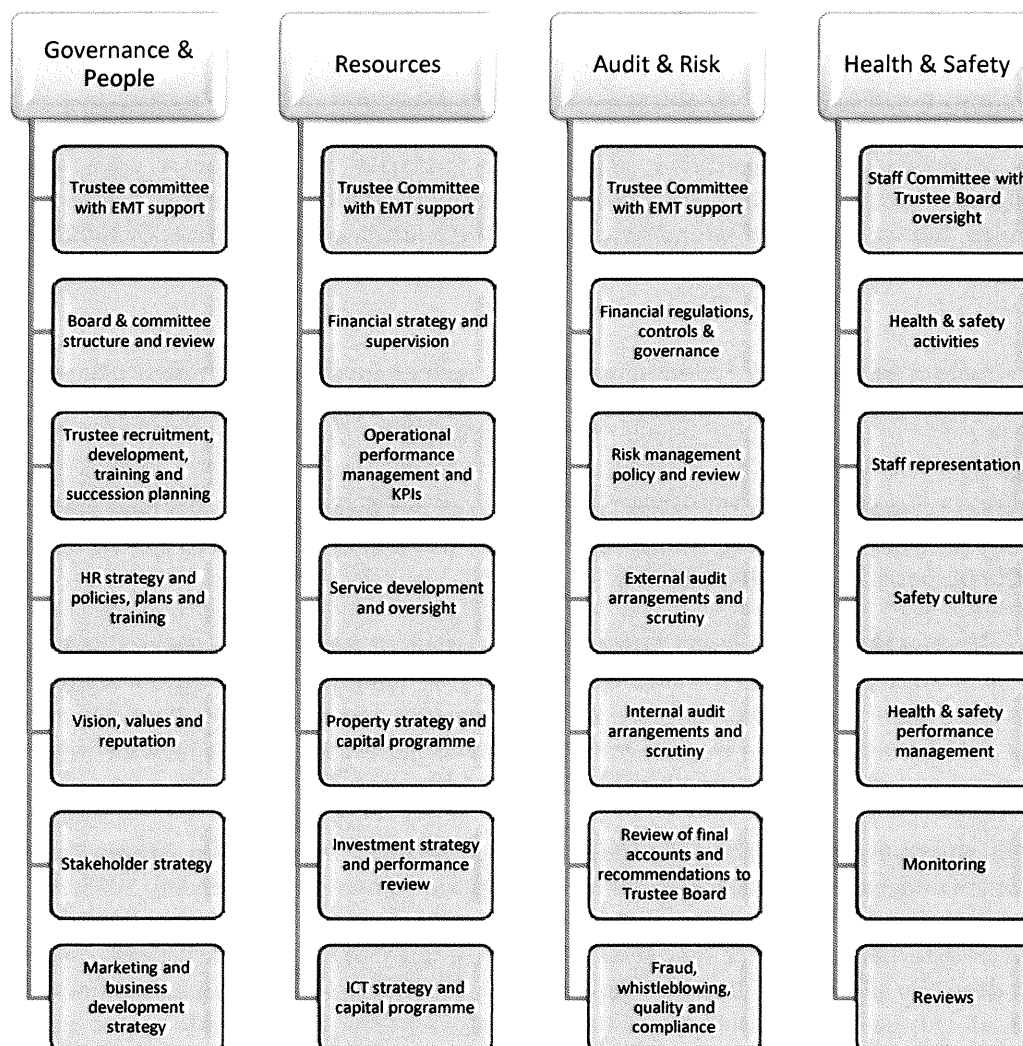 Governance &
People
Trustee committee
with EMT support
Board & committee
structure and review
Trustee recruitment,
development,
training and
succession planning
HR strategy and
policies, plans and
training
Vision, values and
reputation
Stakeholder strategy
Marketing and
business
development
strategy
Resources
Trustee Committee
with EMT support
Financial strategy and
supervision
Operational
performance
management and
KPIs
Service development
and oversight
Property strategy and
capital programme
Investment strategy
and performance
review
ICT strategy and
capital programme
Audit & Risk
Trustee Committee
with EMT support
Financial regulations,
controls &
governance
Risk management
policy and review
External audit
arrangements and
scrutiny
Internal audit
arrangements and
scrutiny
Review of final
accounts and
recommendations to
Trustee Board
Fraud,
whistleblowing,
quality and
compliance
Health & Safety
Staff Committee with
Trustee Board
oversight
Health & safety
activities
Staff representation
Safety culture
Health & safety
performance
management
Monitoring
Reviews